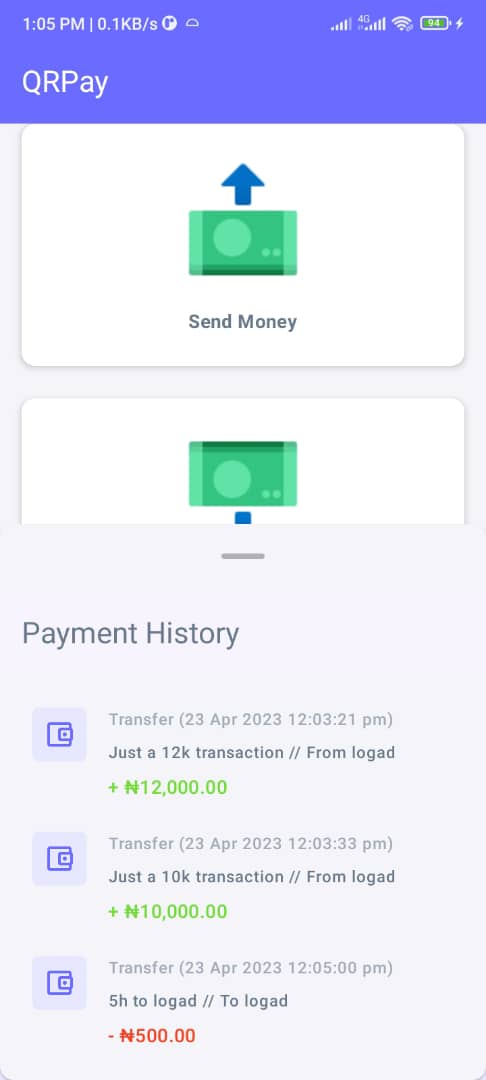 1:05 PM | 0.1KB/s
4G
94
QRPay
Send Money
Payment History
Transfer (23 Apr 2023 12:03:21 pm)
Just a 12k transaction // From logad
+ ₦12,000.00
Transfer (23 Apr 2023 12:03:33 pm)
Just a 10k transaction // From logad
+ ₦10,000.00
Transfer (23 Apr 2023 12:05:00 pm)
5h to logad // To logad
- ₦500.00